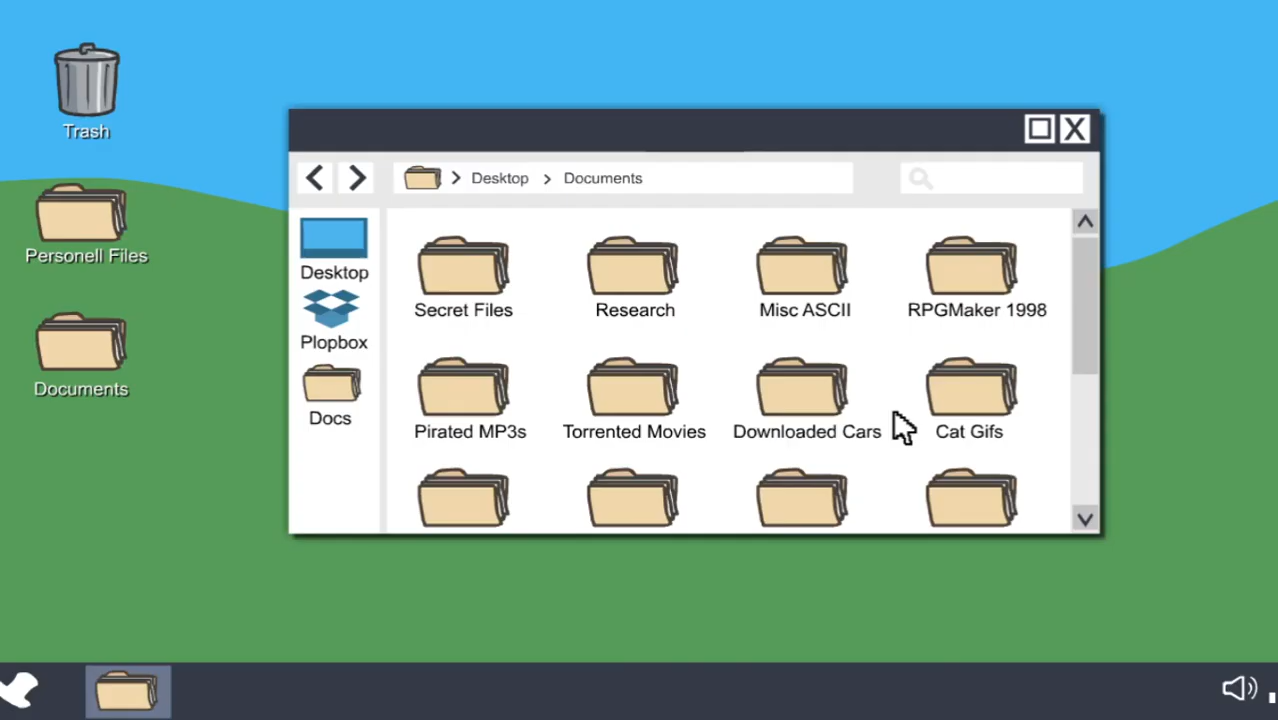 Trash
Personell Files
Documents
X
Desktop > Documents
Desktop
Plopbox
Docs
Secret Files
Research
Misc ASCII
RPGMaker 1998
Pirated MP3s
Torrented Movies
Downloaded Cars
Cat Gifs